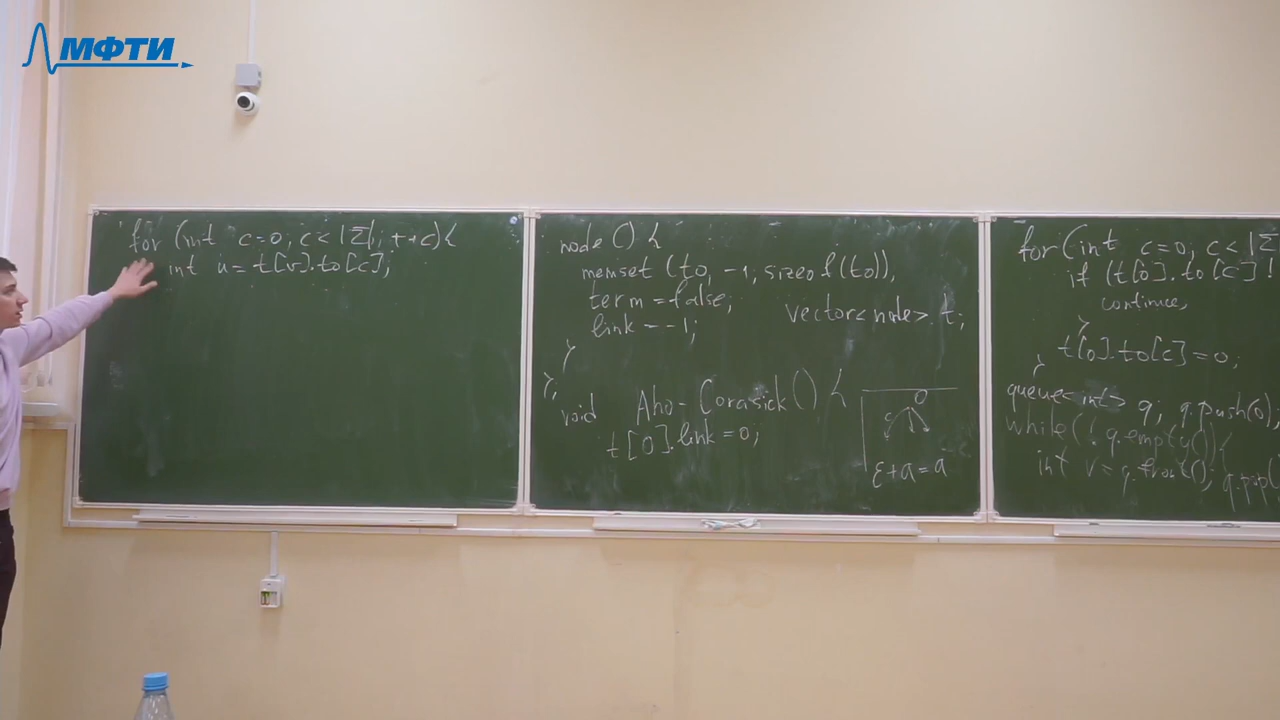 МФТИ
for (int c=0; c<|Σ|; ++c){
int u = t[v].to[c];
node () {
memset (to, -1, sizeof(to));
term = false;
link = -1;
}
};
vector<node> t;
void Aho-Corasick() {
t[0].link = 0;
0
c
ε+a=a
for (int c=0; c<|Σ
if (t[0].to[c] !
continue;
}
t[0].to[c]=0;
}
queue<int> q; q.push(0);
while (!q.empty()){
int v = q.front(); q.pop(